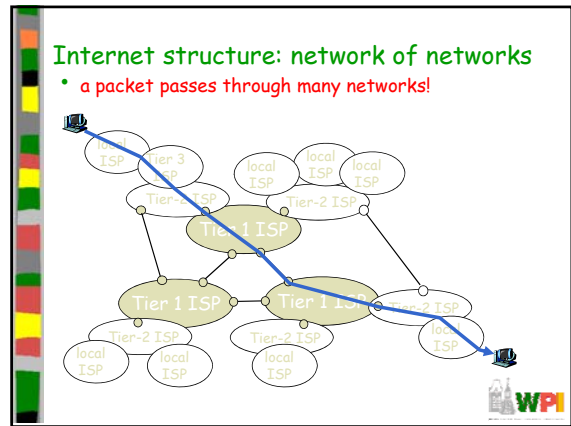 Internet structure: network of networks
• a packet passes through many networks!
local
ISP
Tier 3
ISP
local
ISP
local
ISP
local
ISP
Tier-2 ISP
Tier-2 ISP
Tier 1 ISP
Tier 1 ISP
Tier 1 ISP
Tier-2 ISP
local
ISP
Tier-2 ISP
Tier-2 ISP
local
ISP
local
ISP
local
ISP
WPI